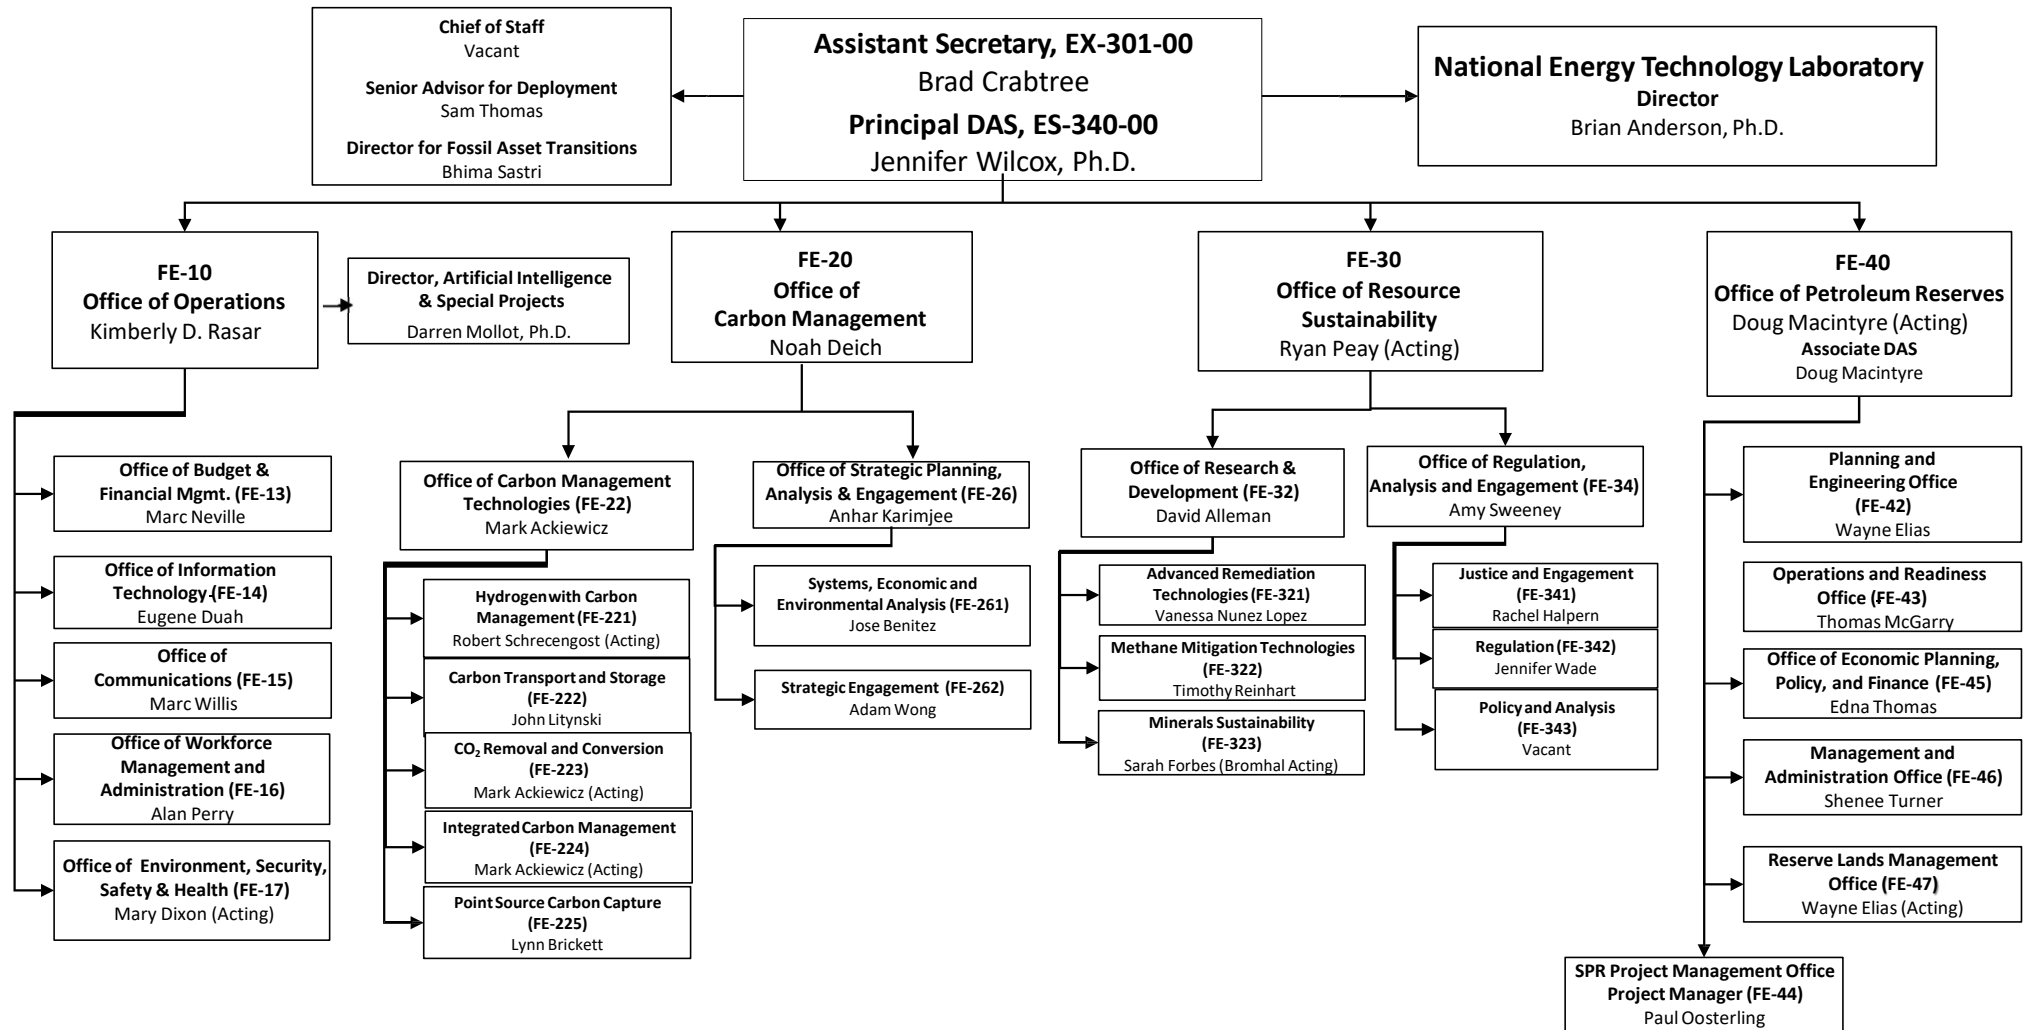 Chief of Staff
Vacant
Senior Advisor for Deployment
Sam Thomas
Director for Fossil Asset Transitions
Bhima Sastri
Assistant Secretary, EX-301-00
Brad Crabtree
Principal DAS, ES-340-00
Jennifer Wilcox, Ph.D.
National Energy Technology Laboratory
Director
Brian Anderson, Ph.D.
FE-10
Office of Operations
Kimberly D. Rasar
Director, Artificial Intelligence
& Special Projects
Darren Mollot, Ph.D.
FE-20
Office of
Carbon Management
Noah Deich
FE-30
Office of Resource
Sustainability
Ryan Peay (Acting)
FE-40
Office of Petroleum Reserves
Doug Macintyre (Acting)
Associate DAS
Doug Macintyre
Office of Budget &
Financial Mgmt. (FE-13)
Marc Neville
Office of Information
Technology.(FE-14)
Eugene Duah
Office of
Communications (FE-15)
Marc Willis
Office of Workforce
Management and
Administration (FE-16)
Alan Perry
Office of Environment, Security,
Safety & Health (FE-17)
Mary Dixon (Acting)
Office of Carbon Management
Technologies (FE-22)
Mark Ackiewicz
Hydrogen with Carbon
Management (FE-221)
Robert Schrecengost (Acting)
Carbon Transport and Storage
(FE-222)
John Litynski
CO₂ Removal and Conversion
(FE-223)
Mark Ackiewicz (Acting)
Integrated Carbon Management
(FE-224)
Mark Ackiewicz (Acting)
Point Source Carbon Capture
(FE-225)
Lynn Brickett
Office of Strategic Planning,
Analysis & Engagement (FE-26)
Anhar Karimjee
Systems, Economic and
Environmental Analysis (FE-261)
Jose Benitez
Strategic Engagement (FE-262)
Adam Wong
Office of Research &
Development (FE-32)
David Alleman
Advanced Remediation
Technologies (FE-321)
Vanessa Nunez Lopez
Methane Mitigation Technologies
(FE-322)
Timothy Reinhart
Minerals Sustainability
(FE-323)
Sarah Forbes (Bromhal Acting)
Office of Regulation,
Analysis and Engagement (FE-34)
Amy Sweeney
Justice and Engagement
(FE-341)
Rachel Halpern
Regulation (FE-342)
Jennifer Wade
Policy and Analysis
(FE-343)
Vacant
Planning and
Engineering Office
(FE-42)
Wayne Elias
Operations and Readiness
Office (FE-43)
Thomas McGarry
Office of Economic Planning,
Policy, and Finance (FE-45)
Edna Thomas
Management and
Administration Office (FE-46)
Shenee Turner
Reserve Lands Management
Office (FE-47)
Wayne Elias (Acting)
SPR Project Management Office
Project Manager (FE-44)
Paul Oosterling